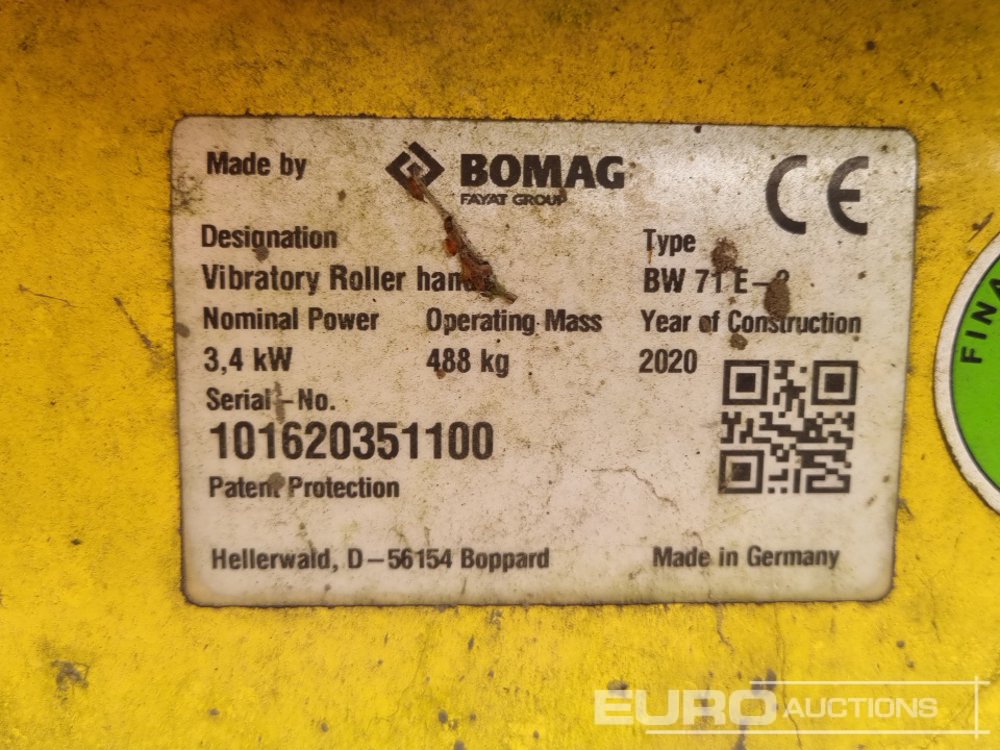 Made by BOMAG CE
FAYAT GROUP
Designation Type
Vibratory Roller BW 71 E-
Nominal Power Operating Mass Year of Construction
3,4 kW 488 kg 2020
Serial-No.
101620351100
Patent Protection
Hellerwald, D-56154 Boppard Made in Germany
FINA
EURO AUCTIONS